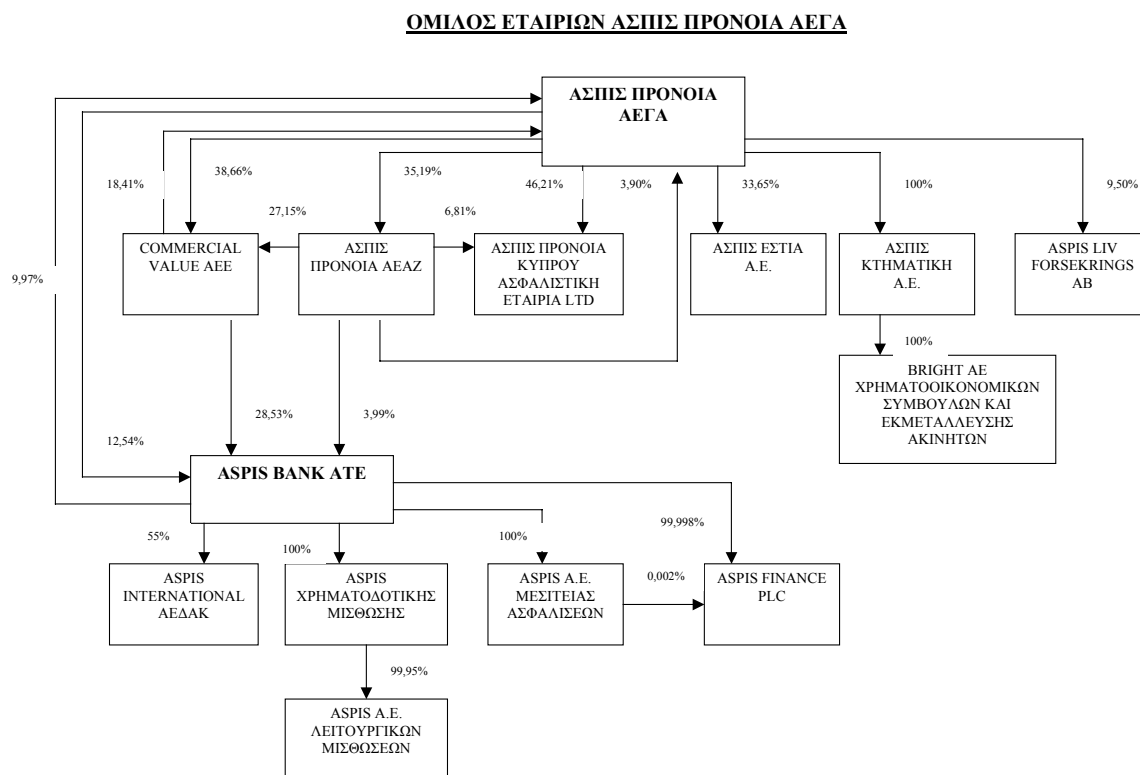 ΟΜΙΛΟΣ ΕΤΑΙΡΙΩΝ ΑΣΠΙΣ ΠΡΟΝΟΙΑ ΑΕΓΑ
ΑΣΠΙΣ ΠΡΟΝΟΙΑ
ΑΕΓΑ
18,41%
38,66%
35,19%
46,21%
3,90%
33,65%
100%
9,50%
27,15%
6,81%
9,97%
COMMERCIAL
VALUE AEE
ΑΣΠΙΣ
ΠΡΟΝΟΙΑ ΑΕΑΖ
ΑΣΠΙΣ ΠΡΟΝΟΙΑ
ΚΥΠΡΟΥ
ΑΣΦΑΛΙΣΤΙΚΗ
ΕΤΑΙΡΙΑ LTD
ΑΣΠΙΣ ΕΣΤΙΑ
Α.Ε.
ΑΣΠΙΣ
ΚΤΗΜΑΤΙΚΗ
Α.Ε.
ASPIS LIV
FORSEKRINGS
AB
100%
BRIGHT ΑΕ
ΧΡΗΜΑΤΟΟΙΚΟΝΟΜΙΚΩΝ
ΣΥΜΒΟΥΛΩΝ ΚΑΙ
ΕΚΜΕΤΑΛΛΕΥΣΗΣ
ΑΚΙΝΗΤΩΝ
28,53%
3,99%
12,54%
ASPIS BANK ATE
55%
100%
100%
99,998%
ASPIS
INTERNATIONAL
ΑΕΔΑΚ
ASPIS
ΧΡΗΜΑΤΟΔΟΤΙΚΗΣ
ΜΙΣΘΩΣΗΣ
ASPIS Α.Ε.
ΜΕΣΙΤΕΙΑΣ
ΑΣΦΑΛΙΣΕΩΝ
0,002%
ASPIS FINANCE
PLC
99,95%
ASPIS Α.Ε.
ΛΕΙΤΟΥΡΓΙΚΩΝ
ΜΙΣΘΩΣΕΩΝ